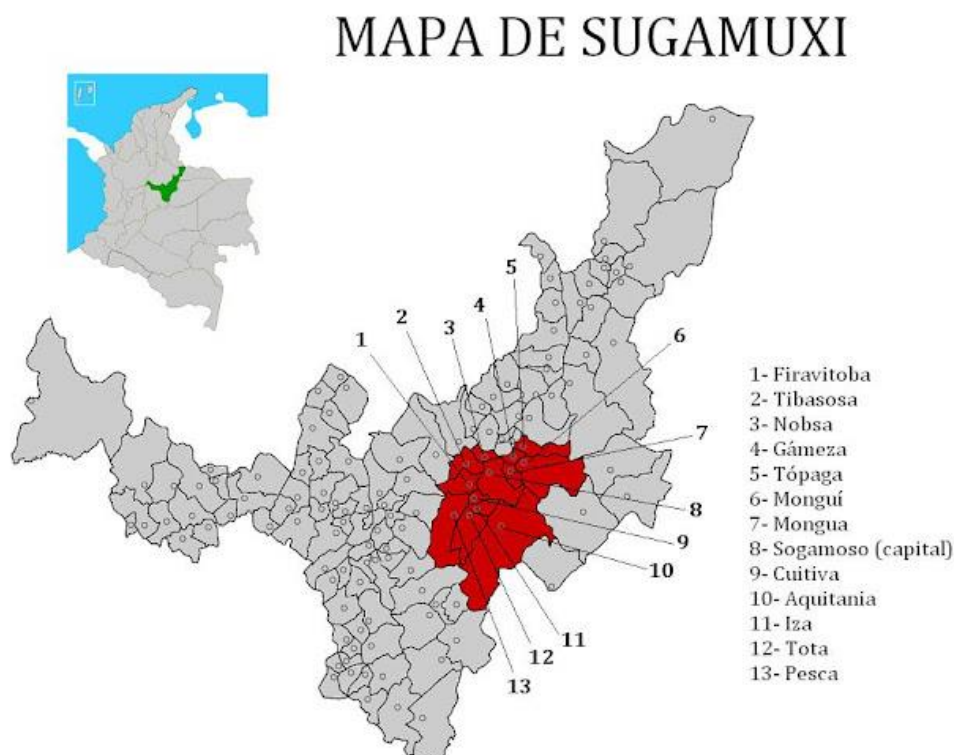 MAPA DE SUGAMUXI
5
4
2
3
1
6
7
8
9
10
11
12
13
1- Firavitoba
2- Tibasosa
3- Nobsa
4- Gámeza
5- Tópaga
6- Monguí
7- Mongua
8- Sogamoso (capital)
9- Cuitiva
10- Aquitania
11- Iza
12- Tota
13- Pesca